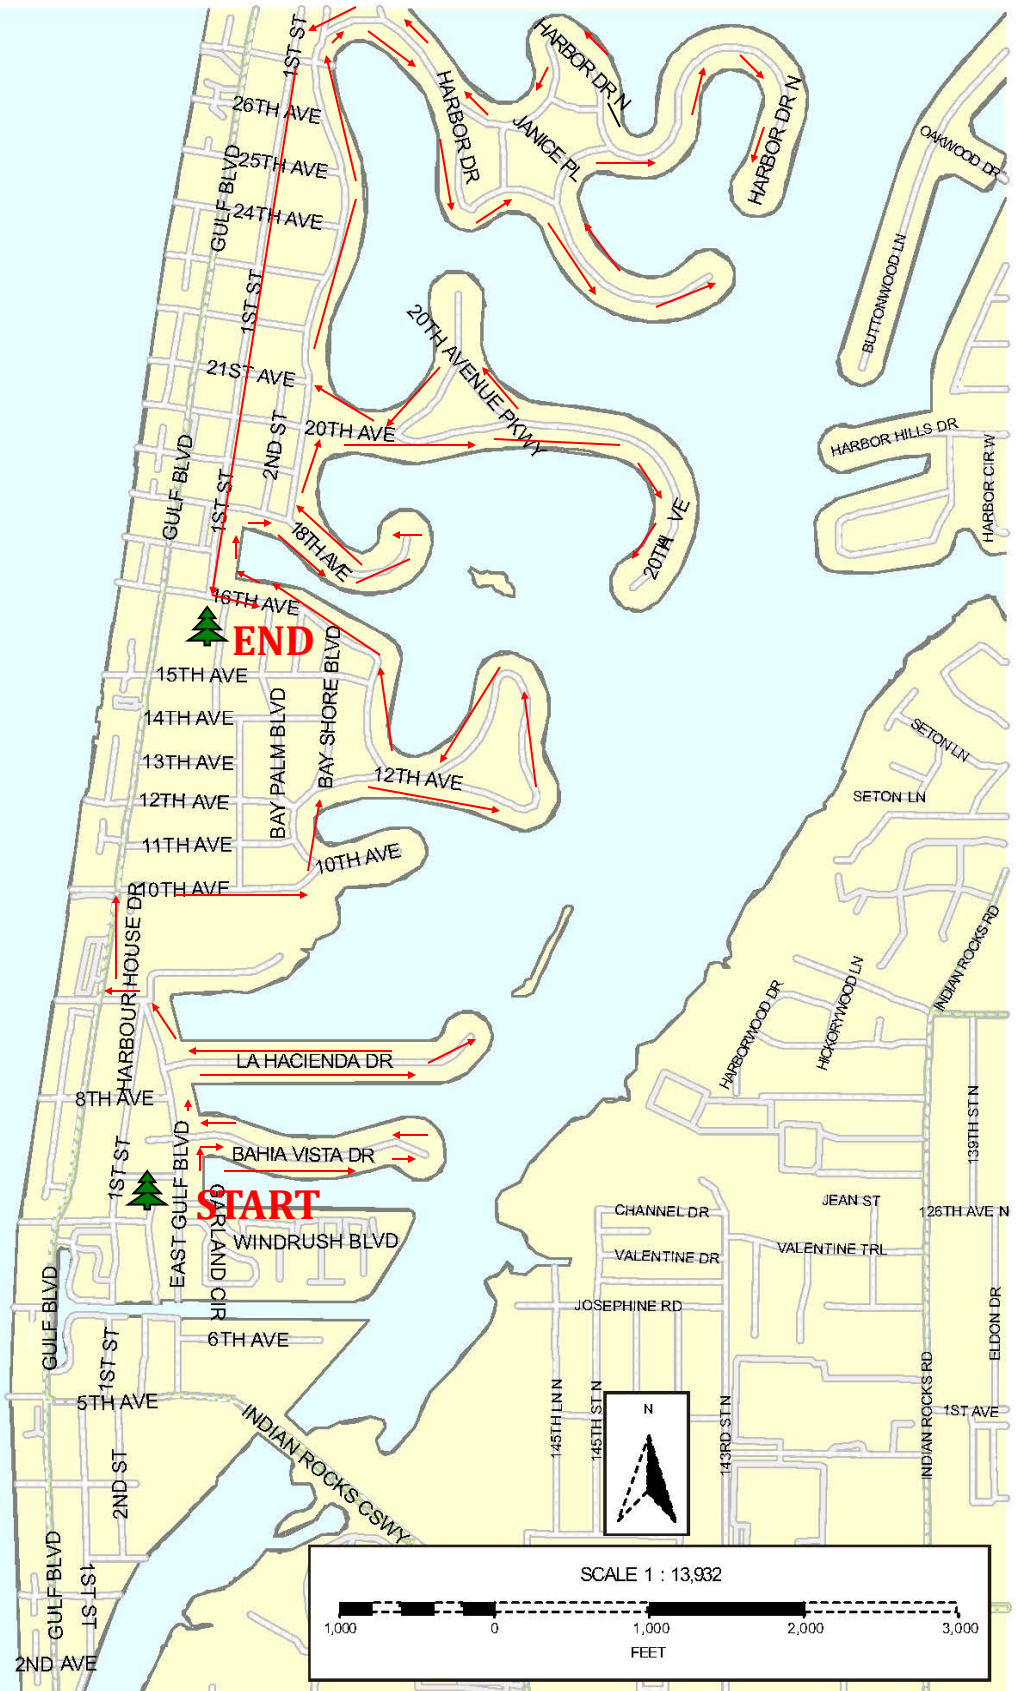 1ST ST
HARBOR DR N
HARBOR DR
HARBOR DR N
26TH AVE
JANICE PL
OAKWOOD DR
25TH AVE
GULF BLVD
24TH AVE
BUTTONWOOD LN
1ST ST
20TH AVENUE PKWY
21ST AVE
2ND ST
20TH AVE
HARBOR HILLS DR
HARBOR CIR W
GULF BLVD
1ST ST
18TH AVE
20TH AVE
16TH AVE
END
BAY SHORE BLVD
15TH AVE
BAY PALM BLVD
14TH AVE
SETON LN
13TH AVE
12TH AVE
12TH AVE
SETON LN
11TH AVE
10TH AVE
10TH AVE
HARBOUR HOUSE DR
INDIAN ROCKS RD
HICKORYWOOD LN
HARBORWOOD DR
LA HACIENDA DR
8TH AVE
139TH ST N
1ST ST
EAST GULF BLVD
BAHIA VISTA DR
START
GARLAND CIR
WINDRUSH BLVD
CHANNEL DR
JEAN ST
126TH AVE N
VALENTINE DR
VALENTINE TRL
GULF BLVD
JOSEPHINE RD
ELDON DR
6TH AVE
1ST ST
5TH AVE
INDIAN ROCKS CSWY
145TH LN N
145TH ST N
143RD ST N
INDIAN ROCKS RD
1ST AVE
N
2ND ST
GULF BLVD
1ST ST
2ND AVE
SCALE 1 : 13,932
1,000 0 1,000 2,000 3,000
FEET